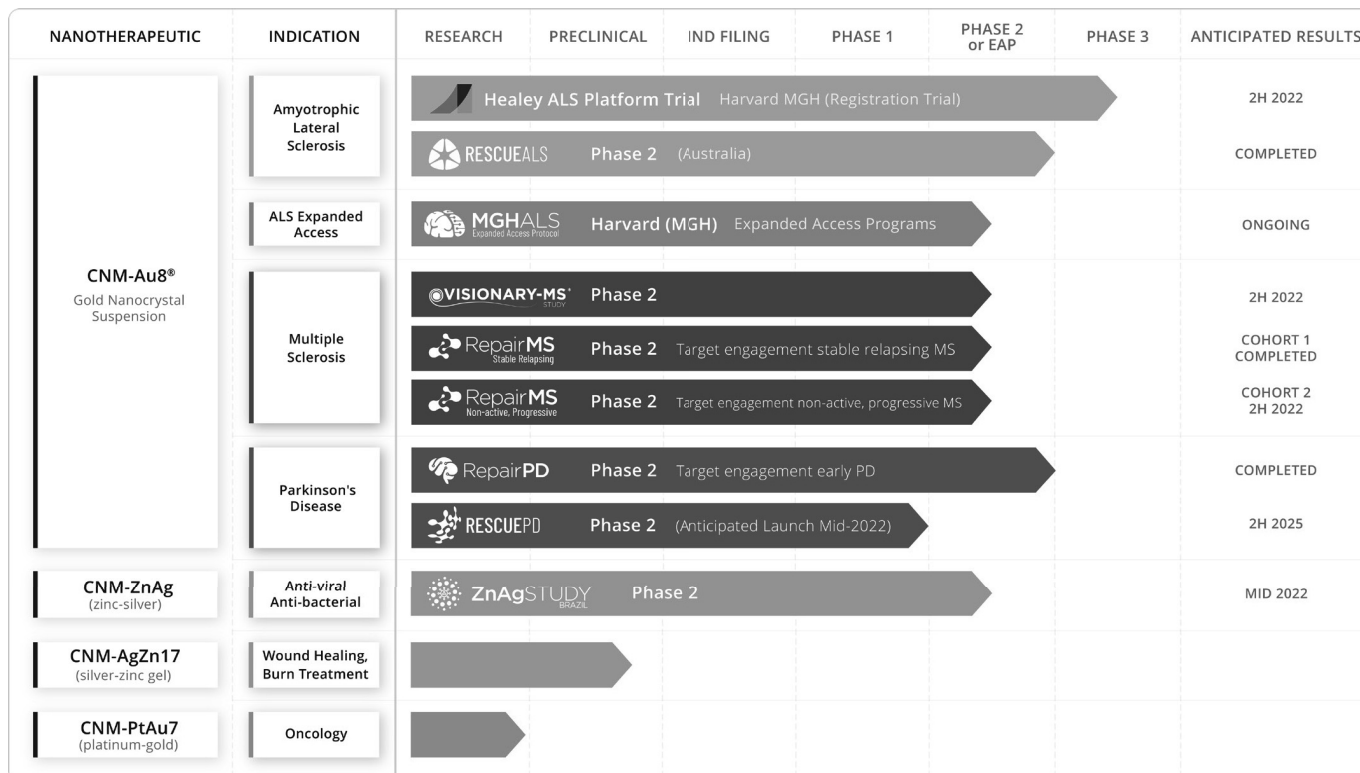 NANOTHERAPEUTIC
INDICATION
RESEARCH
PRECLINICAL
IND FILING
PHASE 1
PHASE 2
or EAP
PHASE 3
ANTICIPATED RESULTS
CNM-Au8®
Gold Nanocrystal
Suspension
Amyotrophic
Lateral
Sclerosis
Healey ALS Platform Trial Harvard MGH (Registration Trial)
2H 2022
RESCUEALS Phase 2 (Australia)
COMPLETED
ALS Expanded
Access
MGHALS Harvard (MGH) Expanded Access Programs
Expanded Access Protocol
ONGOING
Multiple
Sclerosis
VISIONARY-MS® Phase 2
STUDY
2H 2022
RepairMS Phase 2 Target engagement stable relapsing MS
Stable Relapsing
COHORT 1
COMPLETED
RepairMS Phase 2 Target engagement non-active, progressive MS
Non-active, Progressive
COHORT 2
2H 2022
Parkinson's
Disease
RepairPD Phase 2 Target engagement early PD
COMPLETED
RESCUEPD Phase 2 (Anticipated Launch Mid-2022)
2H 2025
CNM-ZnAg
(zinc-silver)
Anti-viral
Anti-bacterial
ZnAgSTUDY Phase 2
BRAZIL
MID 2022
CNM-AgZn17
(silver-zinc gel)
Wound Healing,
Burn Treatment
CNM-PtAu7
(platinum-gold)
Oncology